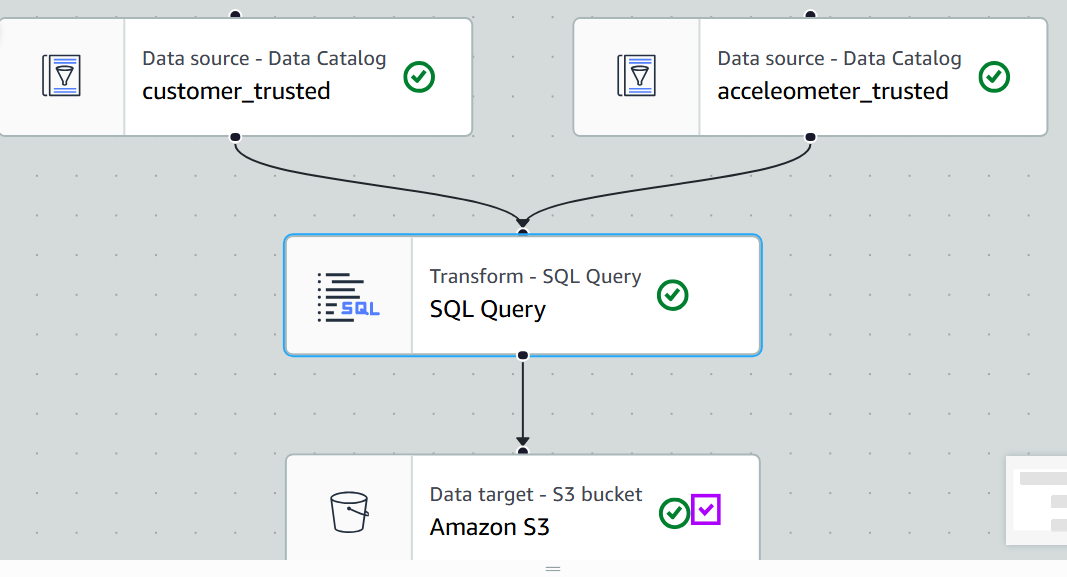 Data source - Data Catalog
customer_trusted
Data source - Data Catalog
acceleometer_trusted
Transform - SQL Query
SQL Query
SQL
Data target - S3 bucket
Amazon S3